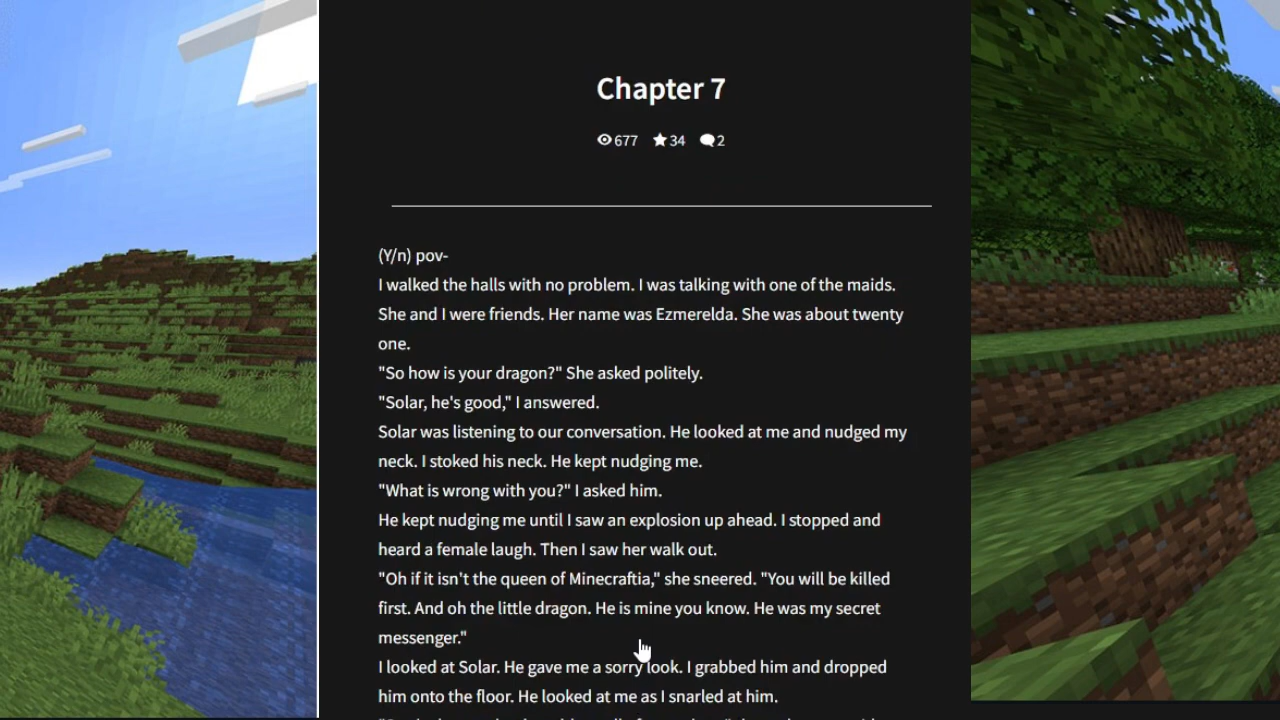 Chapter 7
677 34 2
(Y/n) pov-
I walked the halls with no problem. I was talking with one of the maids.
She and I were friends. Her name was Ezmerelda. She was about twenty
one.
"So how is your dragon?" She asked politely.
"Solar, he's good," I answered.
Solar was listening to our conversation. He looked at me and nudged my
neck. I stoked his neck. He kept nudging me.
"What is wrong with you?" I asked him.
He kept nudging me until I saw an explosion up ahead. I stopped and
heard a female laugh. Then I saw her walk out.
"Oh if it isn't the queen of Minecraftia," she sneered. "You will be killed
first. And oh the little dragon. He is mine you know. He was my secret
messenger."
I looked at Solar. He gave me a sorry look. I grabbed him and dropped
him onto the floor. He looked at me as I snarled at him.